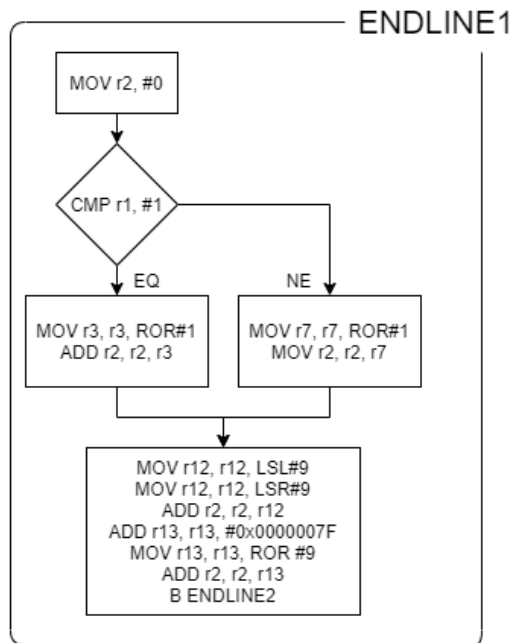 ENDLINE1
MOV r2, #0
CMP r1, #1
EQ
NE
MOV r3, r3, ROR#1
ADD r2, r2, r3
MOV r7, r7, ROR#1
MOV r2, r2, r7
MOV r12, r12, LSL#9
MOV r12, r12, LSR#9
ADD r2, r2, r12
ADD r13, r13, #0x0000007F
MOV r13, r13, ROR #9
ADD r2, r2, r13
B ENDLINE2